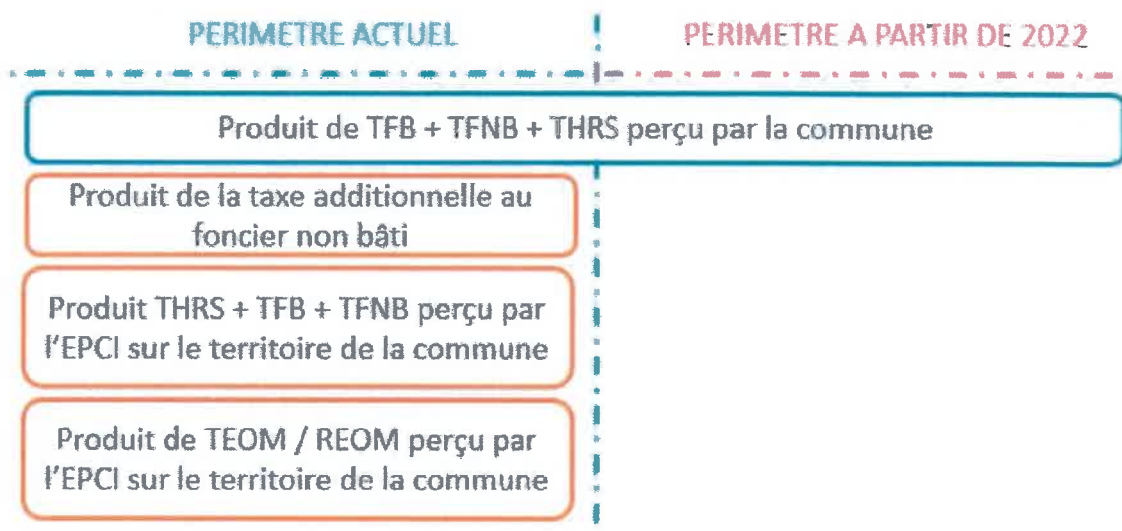 PERIMETRE ACTUEL
PERIMETRE A PARTIR DE 2022
Produit de TFB + TFNB + THRS perçu par la commune
Produit de la taxe additionnelle au
foncier non bâti
Produit THRS + TFB + TFNB perçu par
l'EPCI sur le territoire de la commune
Produit de TEOM / REOM perçu par
l'EPCI sur le territoire de la commune